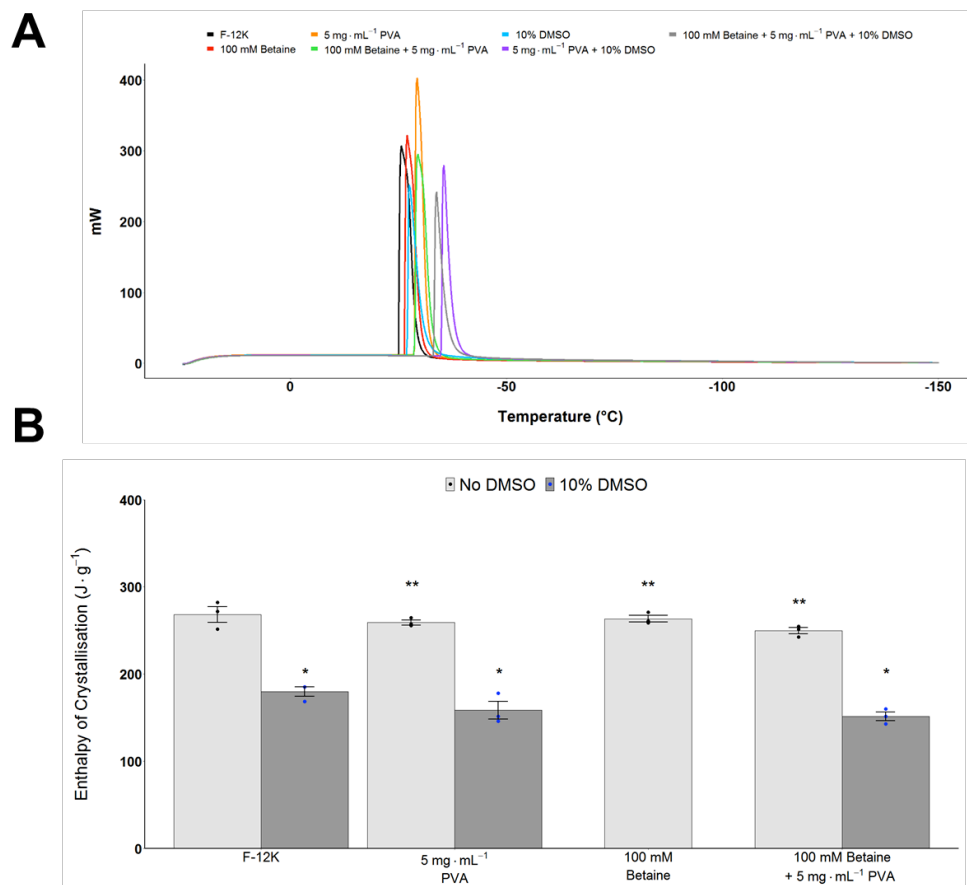 A
F-12K 5 mg · mL⁻¹ PVA 10% DMSO 100 mM Betaine + 5 mg · mL⁻¹ PVA + 10% DMSO
100 mM Betaine 100 mM Betaine + 5 mg · mL⁻¹ PVA 5 mg · mL⁻¹ PVA + 10% DMSO
400
300
200
100
0
mW
0 -50 -100 -150
Temperature (°C)
B
No DMSO 10% DMSO
400
300
200
100
0
Enthalpy of Crystallisation (J · g⁻¹)
** ** **
* * *
F-12K 5 mg · mL⁻¹ 100 mM 100 mM Betaine
PVA Betaine + 5 mg · mL⁻¹ PVA